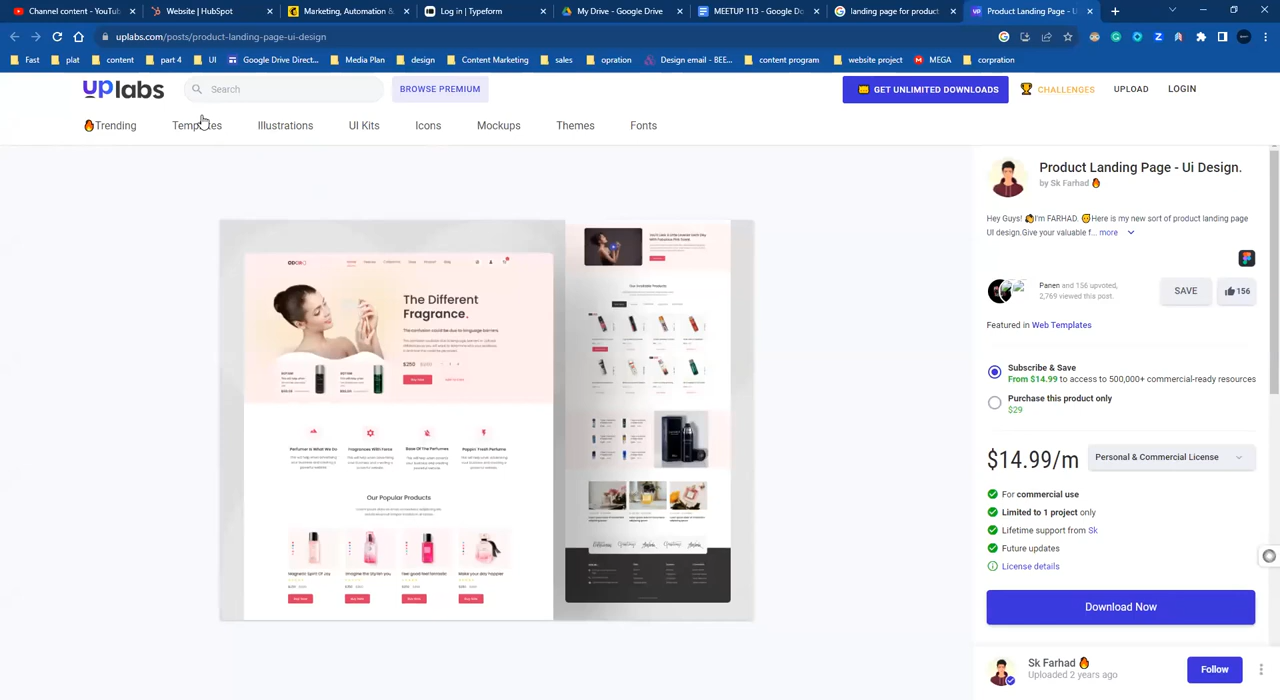 Channel content - YouTub
Website | HubSpot
Marketing, Automation &
Log in | Typeform
My Drive - Google Drive
MEETUP 113 - Google Do
landing page for product
Product Landing Page - U
uplabs.com/posts/product-landing-page-ui-design
Fast
plat
content
part 4
UI
Google Drive Direct...
Media Plan
design
Content Marketing
sales
opration
Design email - BEE...
content program
website project
MEGA
corpration
uplabs
Search
BROWSE PREMIUM
GET UNLIMITED DOWNLOADS
CHALLENGES
UPLOAD
LOGIN
Trending
Templates
Illustrations
UI Kits
Icons
Mockups
Themes
Fonts
The Different
Fragrance.
$250
Buy Now
Our Popular Products
Our Available Products
Product Landing Page - Ui Design.
by Sk Farhad
Hey Guys! I'm FARHAD. Here is my new sort of product landing page
UI design.Give your valuable f... more
Panen and 156 upvoted,
2,769 viewed this post.
SAVE
156
Featured in Web Templates
Subscribe & Save
From $14.99 to access to 500,000+ commercial-ready resources
Purchase this product only
$29
$14.99/m
Personal & Commercial License
For commercial use
Limited to 1 project only
Lifetime support from Sk
Future updates
License details
Download Now
Sk Farhad
Uploaded 2 years ago
Follow